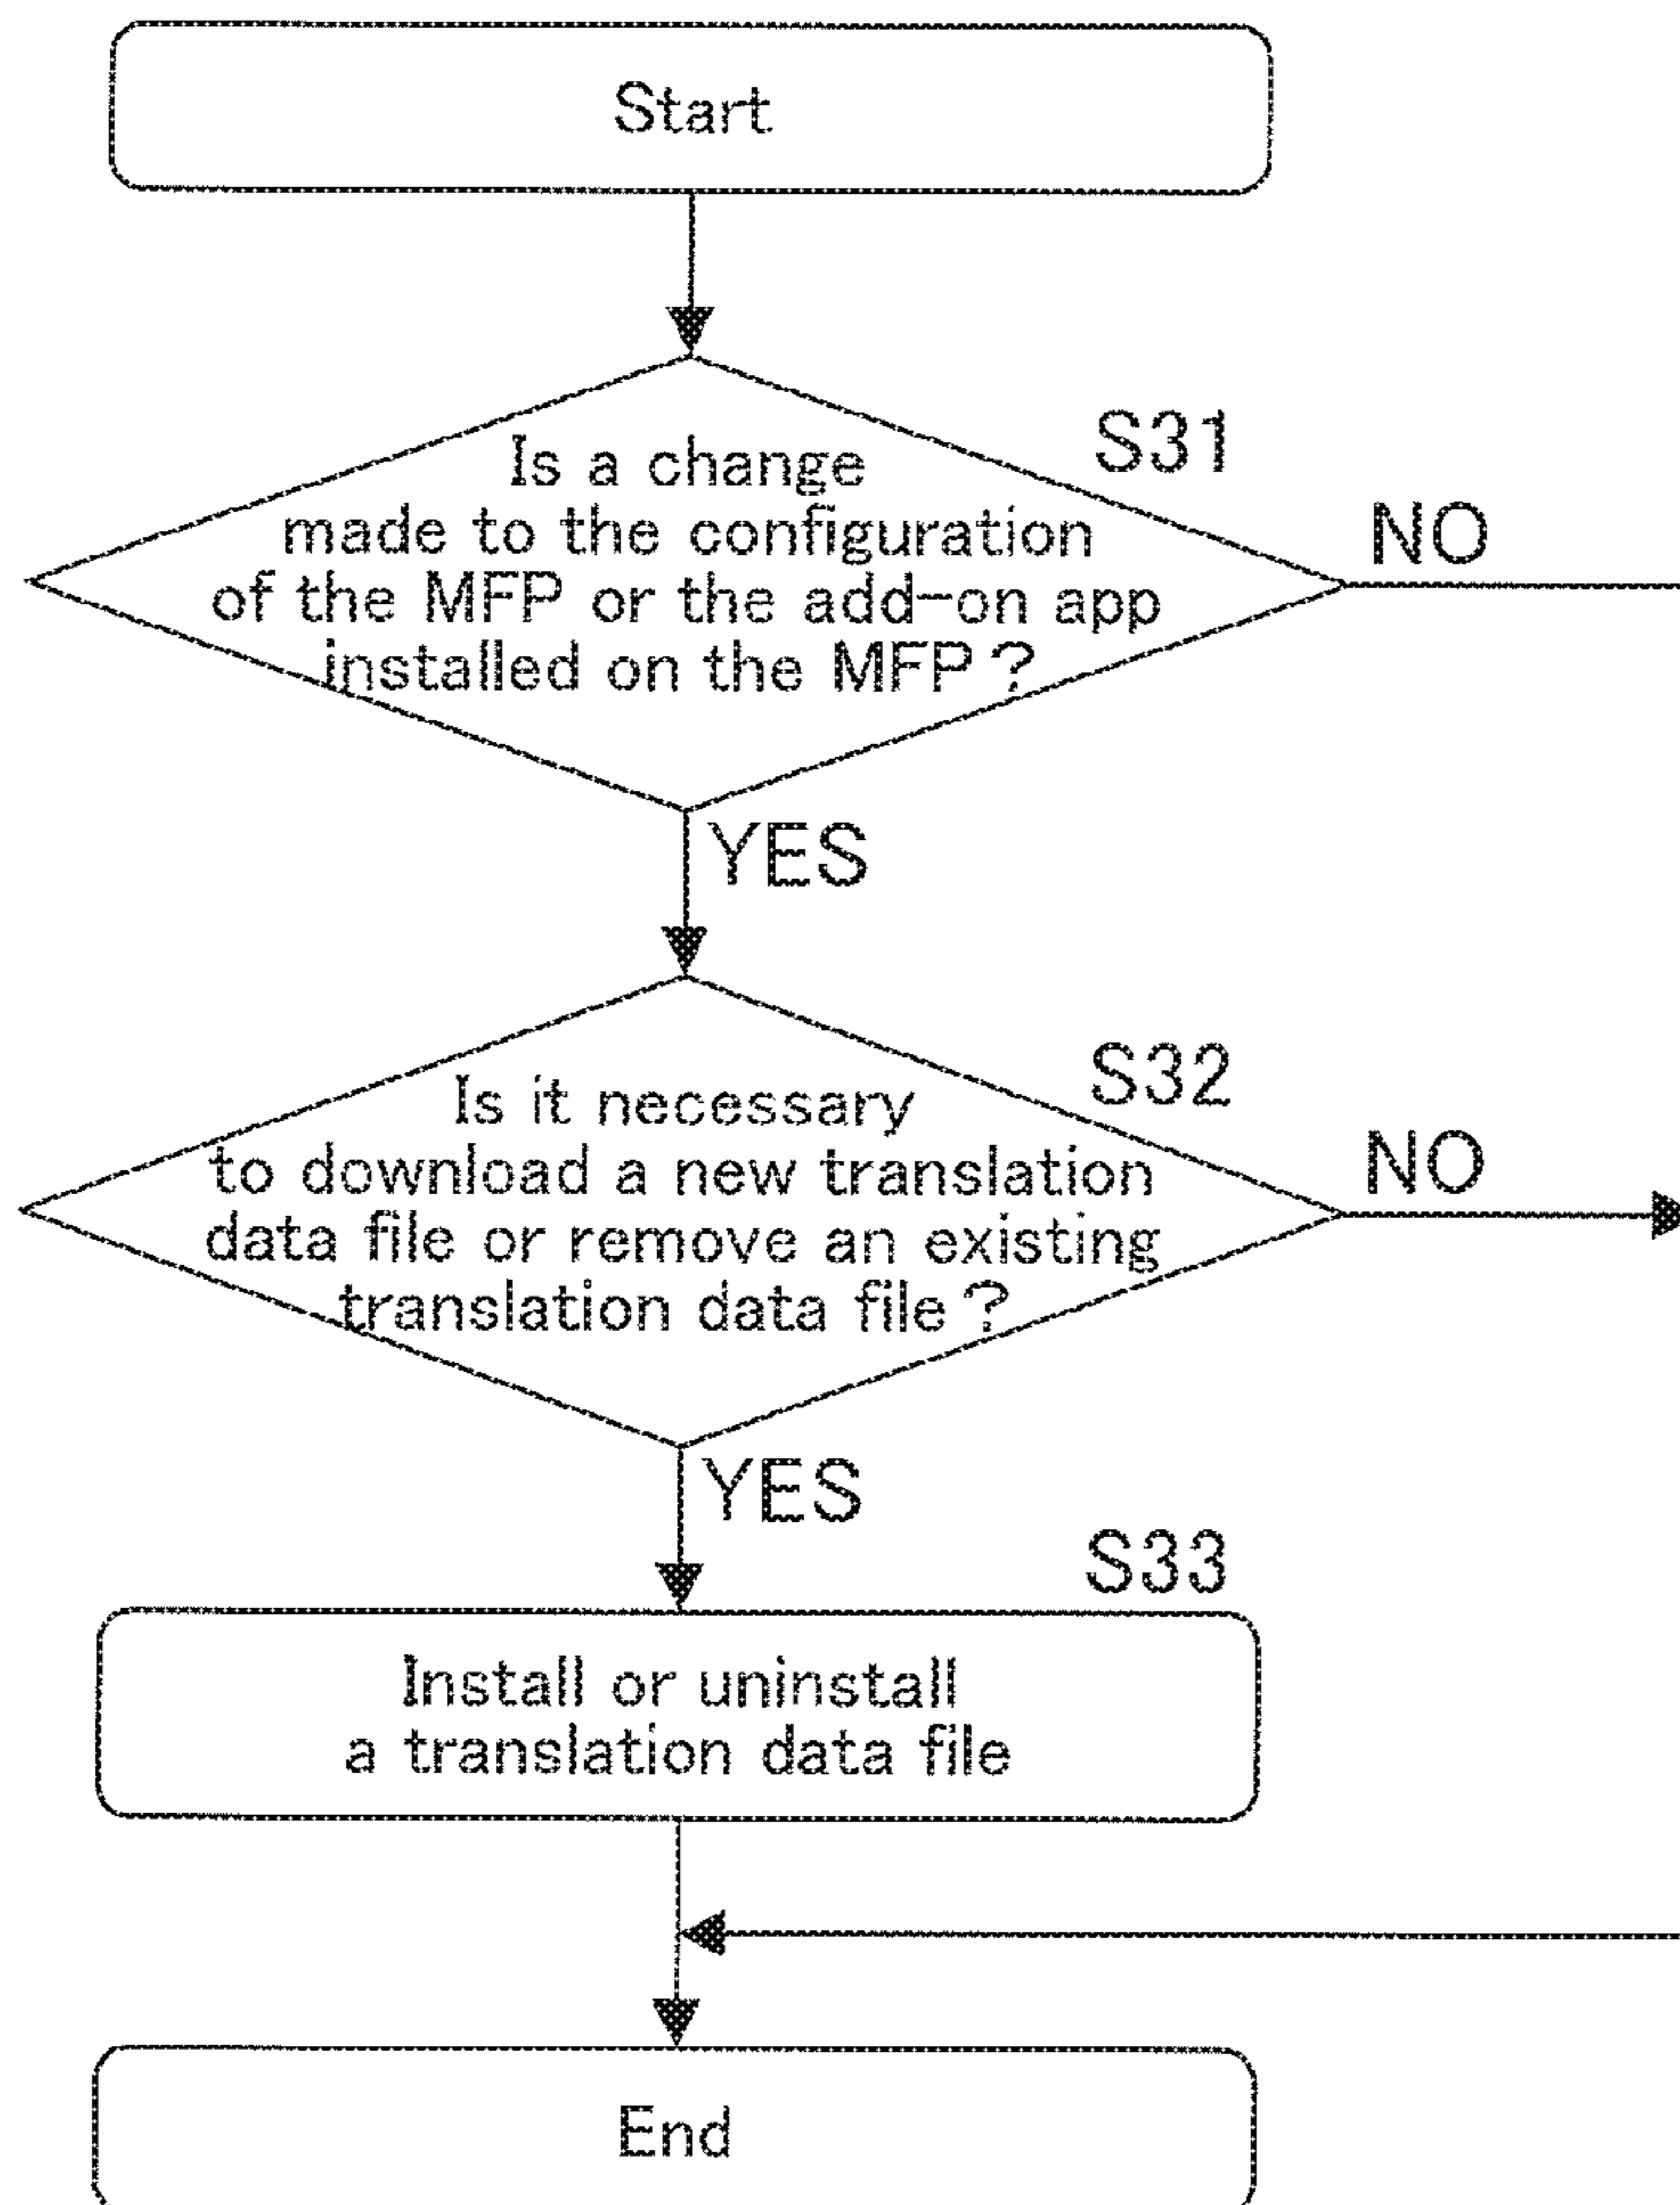 Start
S31
Is a change
made to the configuration
of the MFP or the add-on app
installed on the MFP?
NO
YES
S32
Is it necessary
to download a new translation
data file or remove an existing
translation data file?
NO
YES
S33
Install or uninstall
a translation data file
End